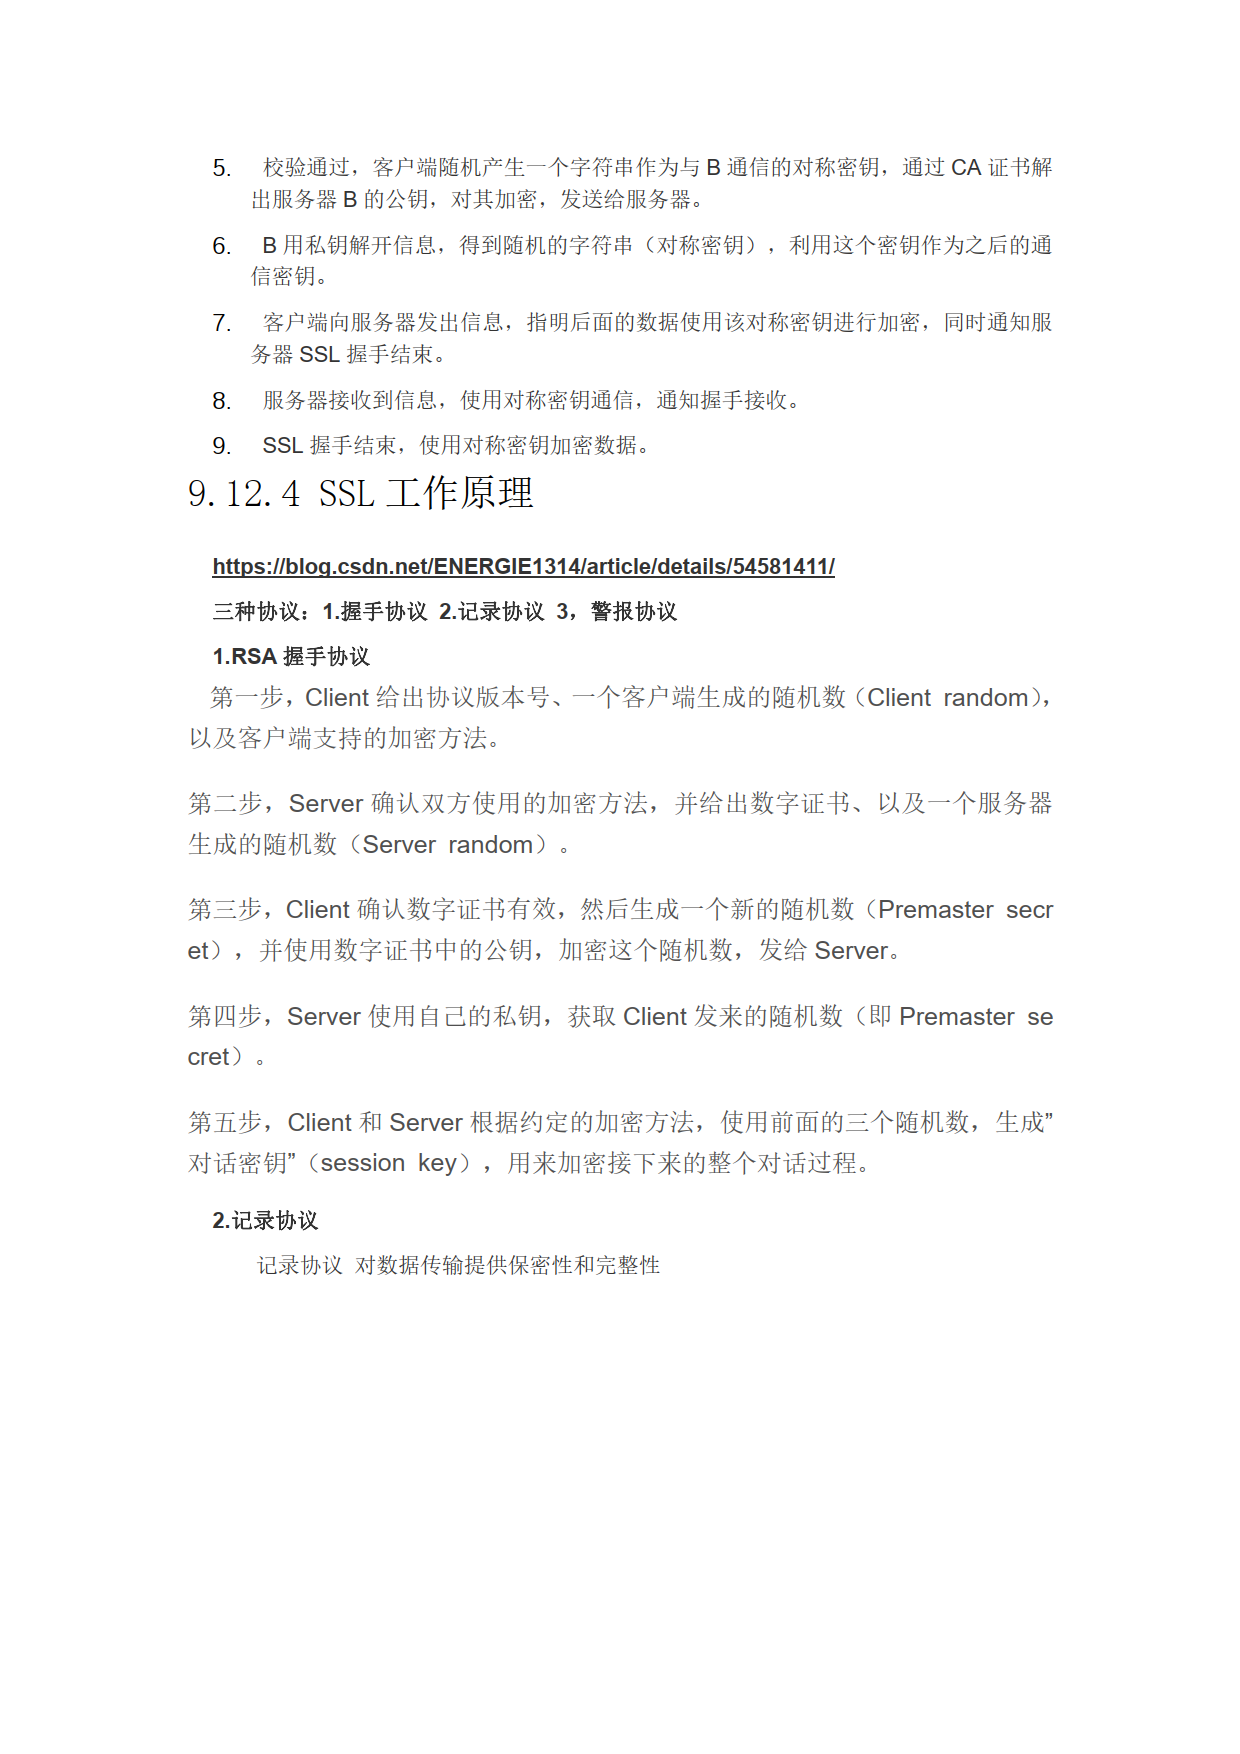 5. 校验通过，客户端随机产生一个字符串作为与 B 通信的对称密钥，通过 CA 证书解
出服务器 B 的公钥，对其加密，发送给服务器。
6. B 用私钥解开信息，得到随机的字符串（对称密钥），利用这个密钥作为之后的通
信密钥。
7. 客户端向服务器发出信息，指明后面的数据使用该对称密钥进行加密，同时通知服
务器 SSL 握手结束。
8. 服务器接收到信息，使用对称密钥通信，通知握手接收。
9. SSL 握手结束，使用对称密钥加密数据。
9.12.4 SSL 工作原理
https://blog.csdn.net/ENERGIE1314/article/details/54581411/
三种协议：1.握手协议 2.记录协议 3，警报协议
1.RSA 握手协议
第一步，Client 给出协议版本号、一个客户端生成的随机数（Client random），
以及客户端支持的加密方法。
第二步，Server 确认双方使用的加密方法，并给出数字证书、以及一个服务器
生成的随机数（Server random）。
第三步，Client 确认数字证书有效，然后生成一个新的随机数（Premaster secr
et），并使用数字证书中的公钥，加密这个随机数，发给 Server。
第四步，Server 使用自己的私钥，获取 Client 发来的随机数（即 Premaster se
cret）。
第五步，Client 和 Server 根据约定的加密方法，使用前面的三个随机数，生成”
对话密钥”（session key），用来加密接下来的整个对话过程。
2.记录协议
记录协议 对数据传输提供保密性和完整性